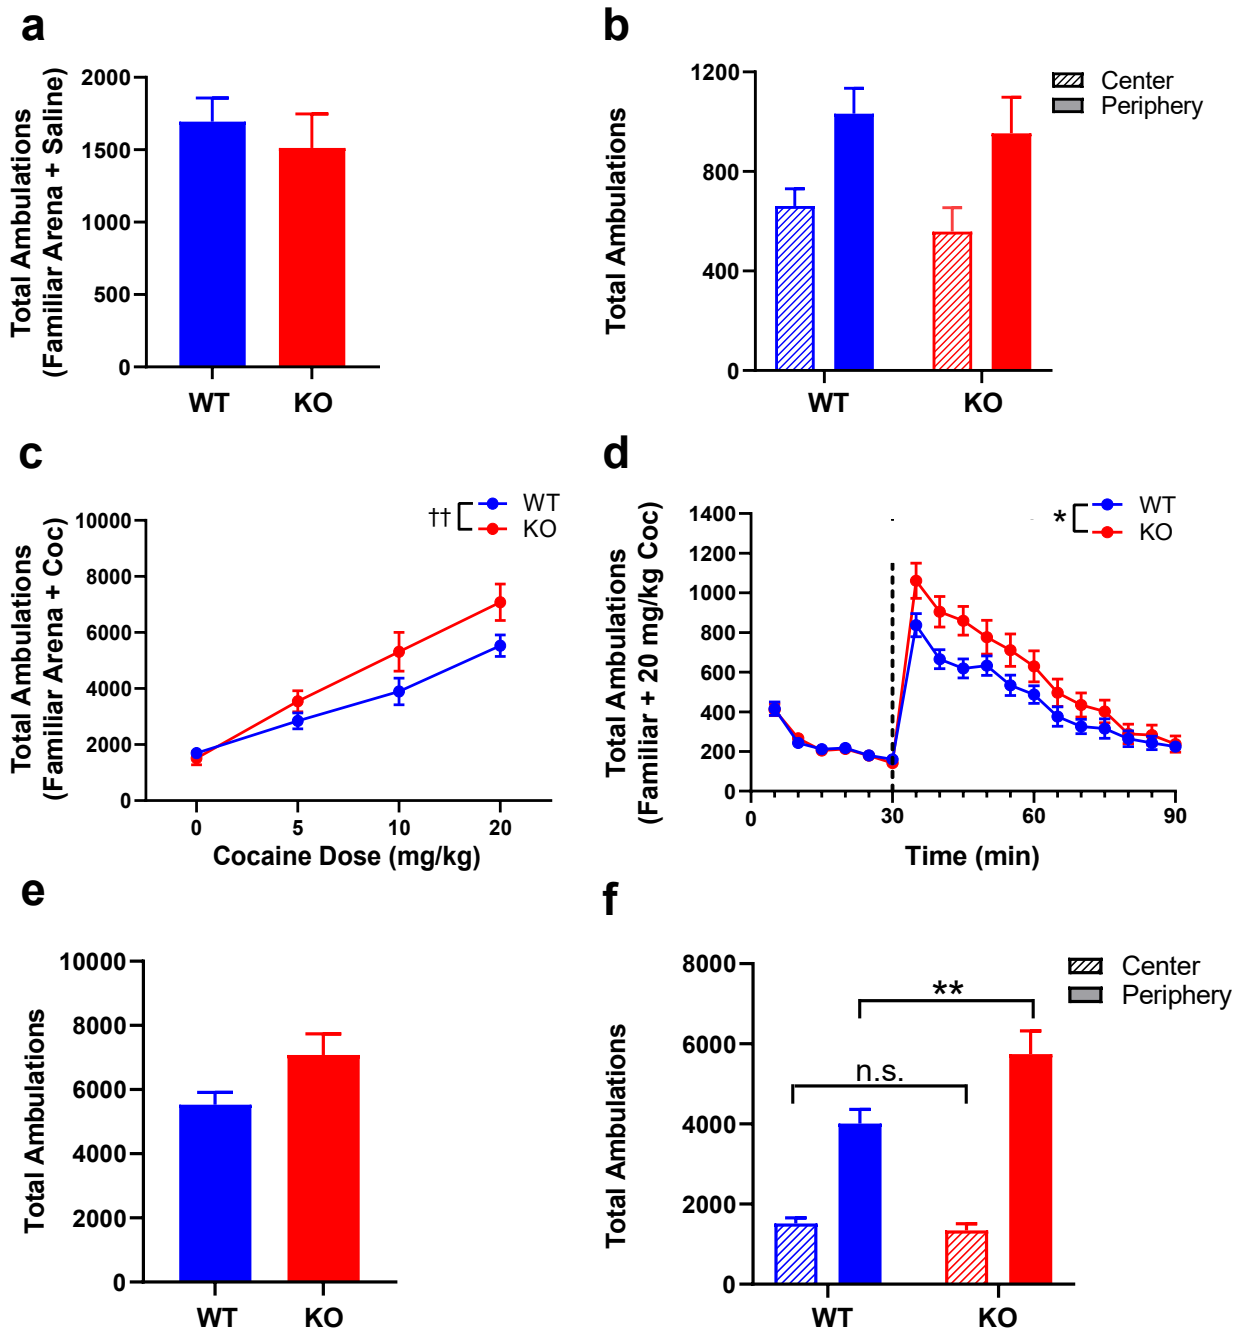 a
Total Ambulations
(Familiar Arena + Saline)
2000
1500
1000
500
0
WT
KO
b
Total Ambulations
1200
800
400
0
WT
KO
Center
Periphery
c
Total Ambulations
(Familiar Arena + Coc)
10000
8000
6000
4000
2000
0
0
5
10
20
Cocaine Dose (mg/kg)
††
WT
KO
d
Total Ambulations
(Familiar + 20 mg/kg Coc)
1400
1200
1000
800
600
400
200
0
0
30
60
90
Time (min)
*
WT
KO
e
Total Ambulations
10000
8000
6000
4000
2000
0
WT
KO
f
Total Ambulations
8000
6000
4000
2000
0
WT
KO
n.s.
**
Center
Periphery